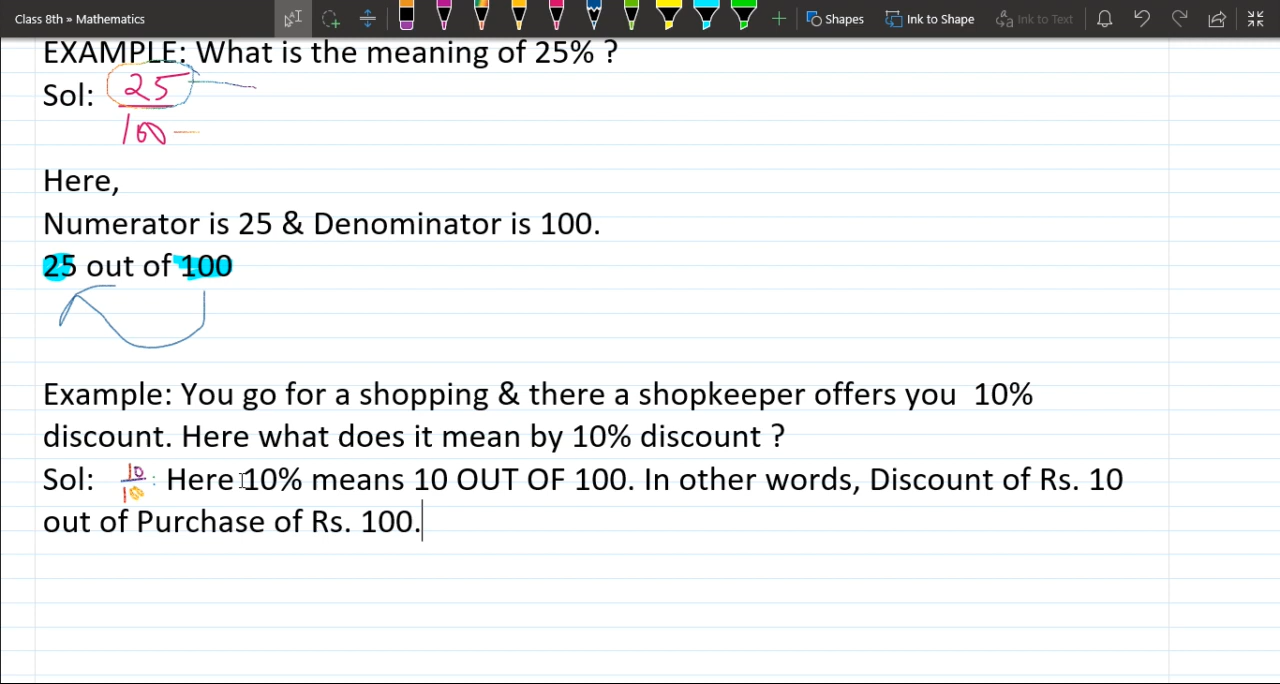 Class 8th » Mathematics
Shapes
Ink to Shape
Ink to Text
EXAMPLE: What is the meaning of 25% ?
Sol: 25
100
Here,
Numerator is 25 & Denominator is 100.
25 out of 100
Example: You go for a shopping & there a shopkeeper offers you 10%
discount. Here what does it mean by 10% discount ?
10
Sol: : Here 10% means 10 OUT OF 100. In other words, Discount of Rs. 10
100
out of Purchase of Rs. 100.